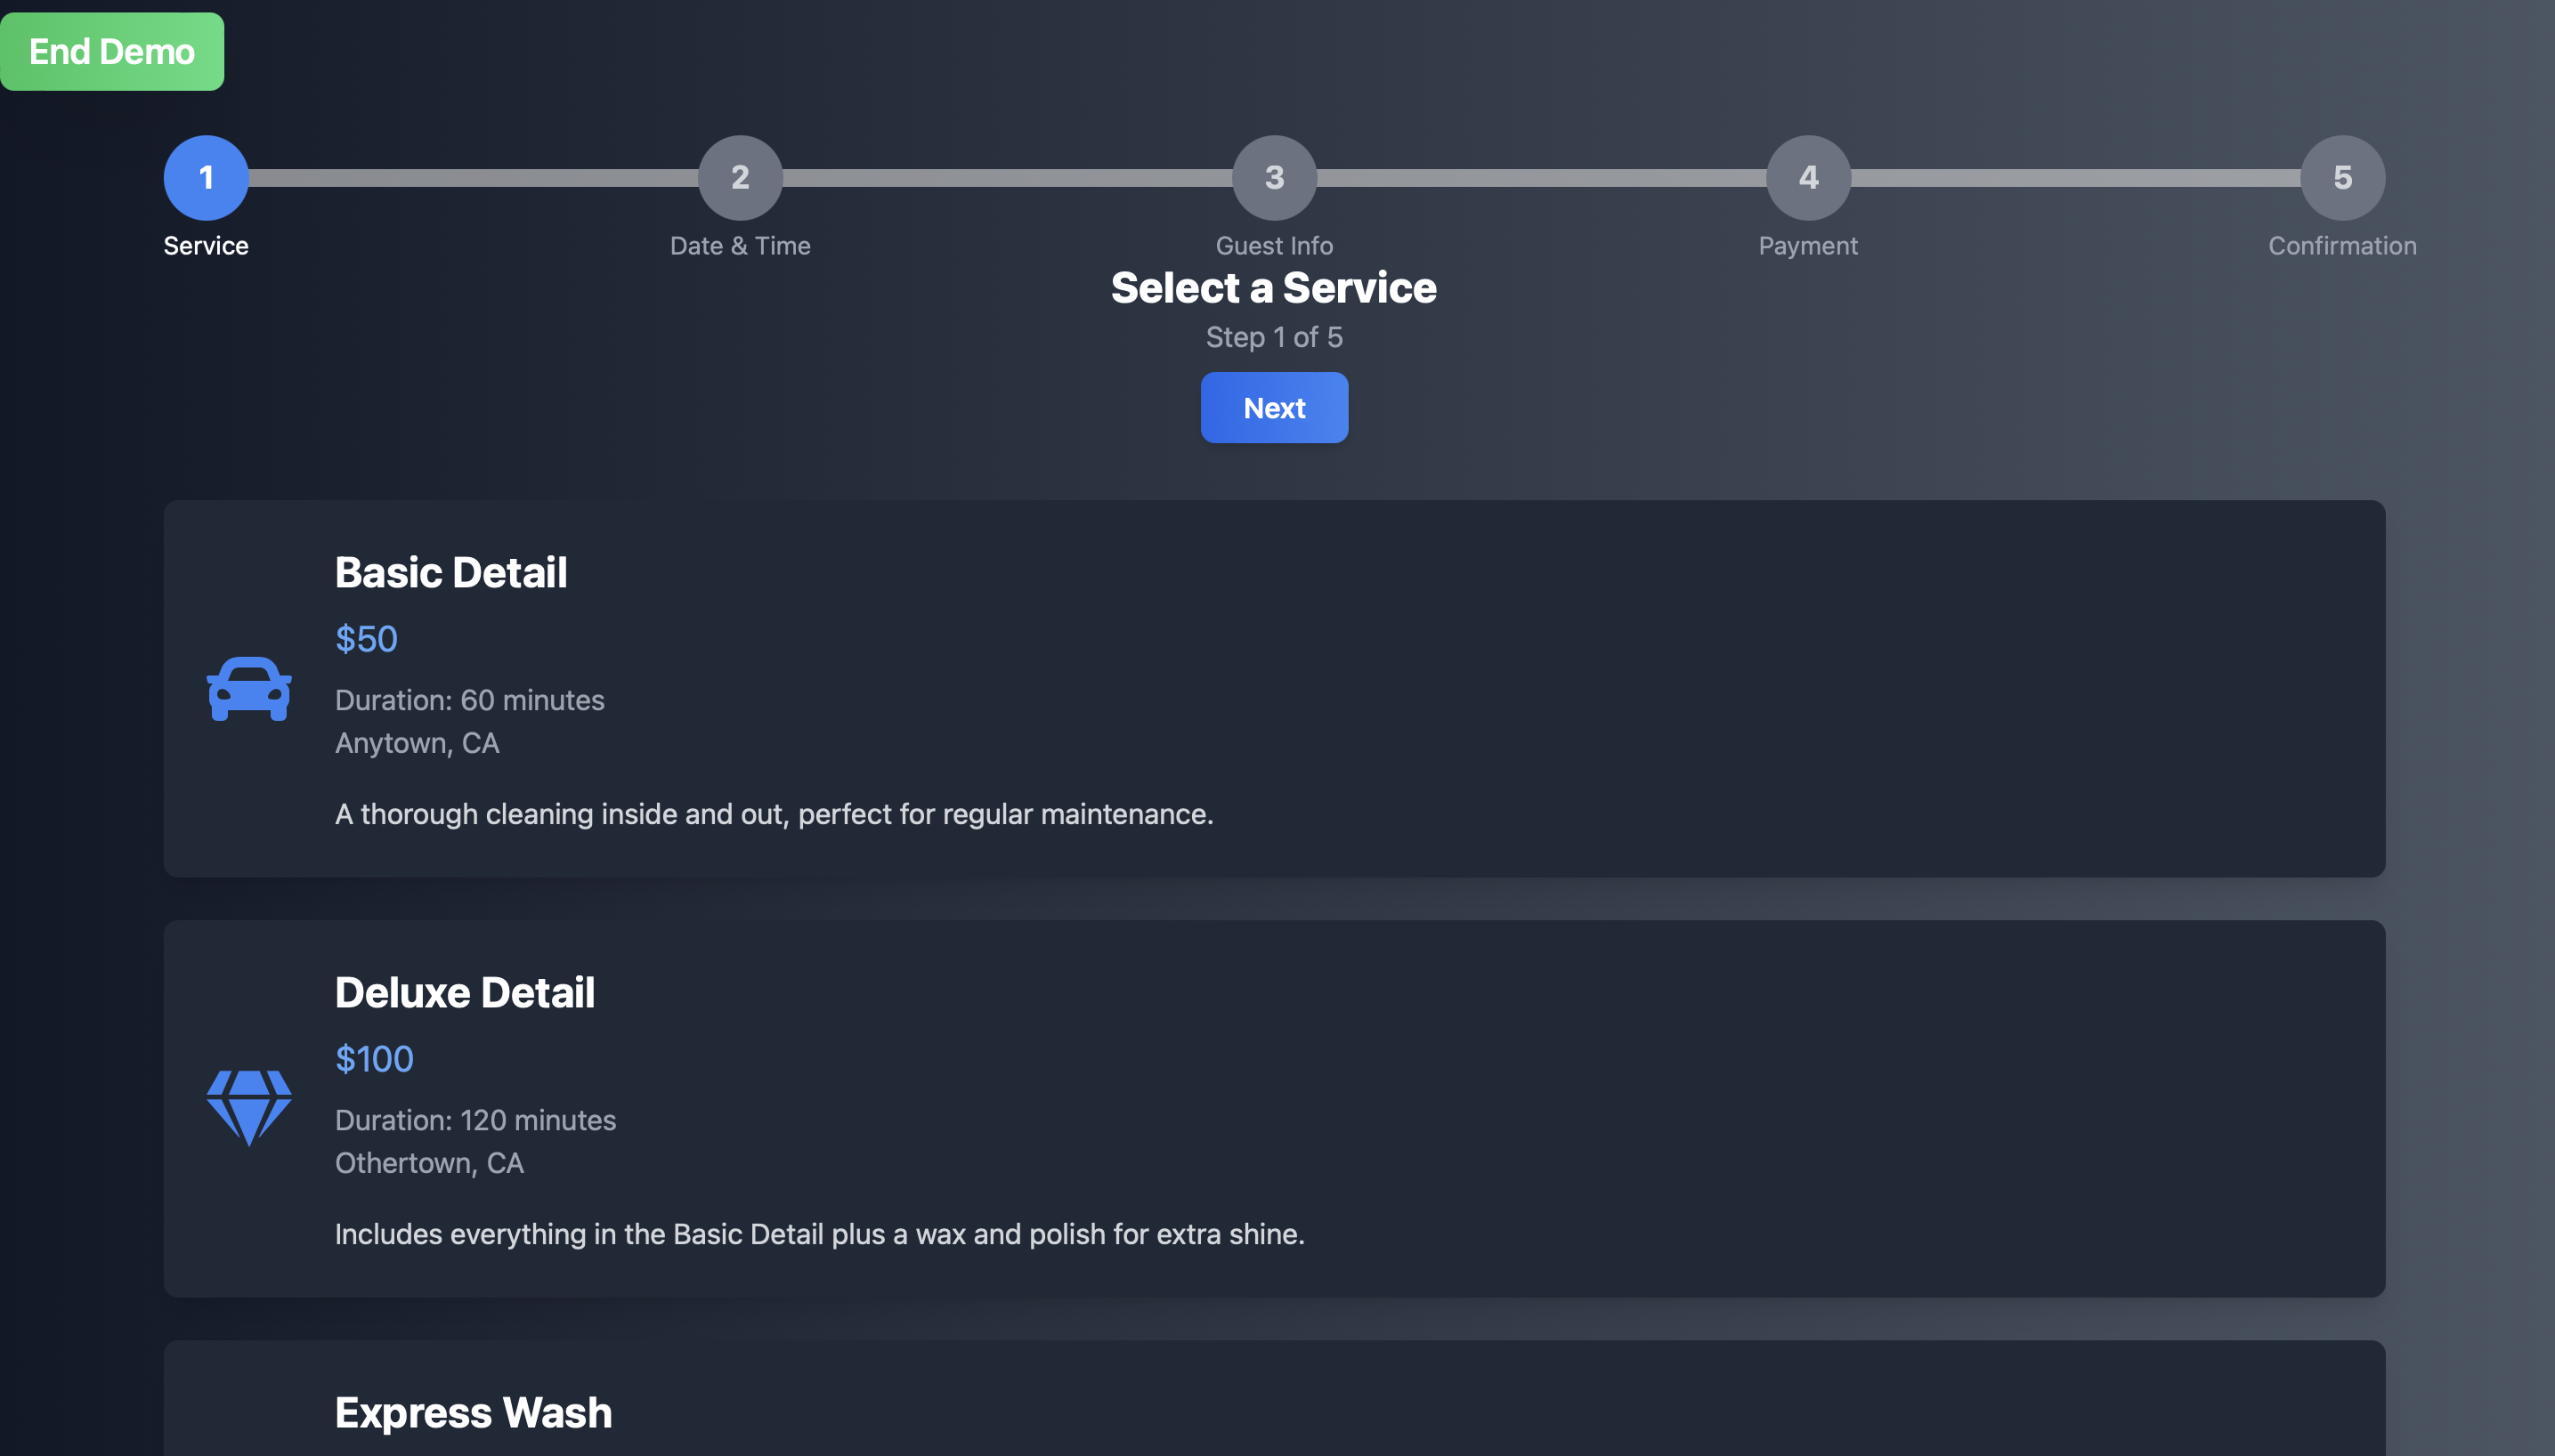 End Demo
1
2
3
4
5
Service
Date & Time
Guest Info
Payment
Confirmation
Select a Service
Step 1 of 5
Next
Basic Detail
$50
Duration: 60 minutes
Anytown, CA
A thorough cleaning inside and out, perfect for regular maintenance.
Deluxe Detail
$100
Duration: 120 minutes
Othertown, CA
Includes everything in the Basic Detail plus a wax and polish for extra shine.
Express Wash